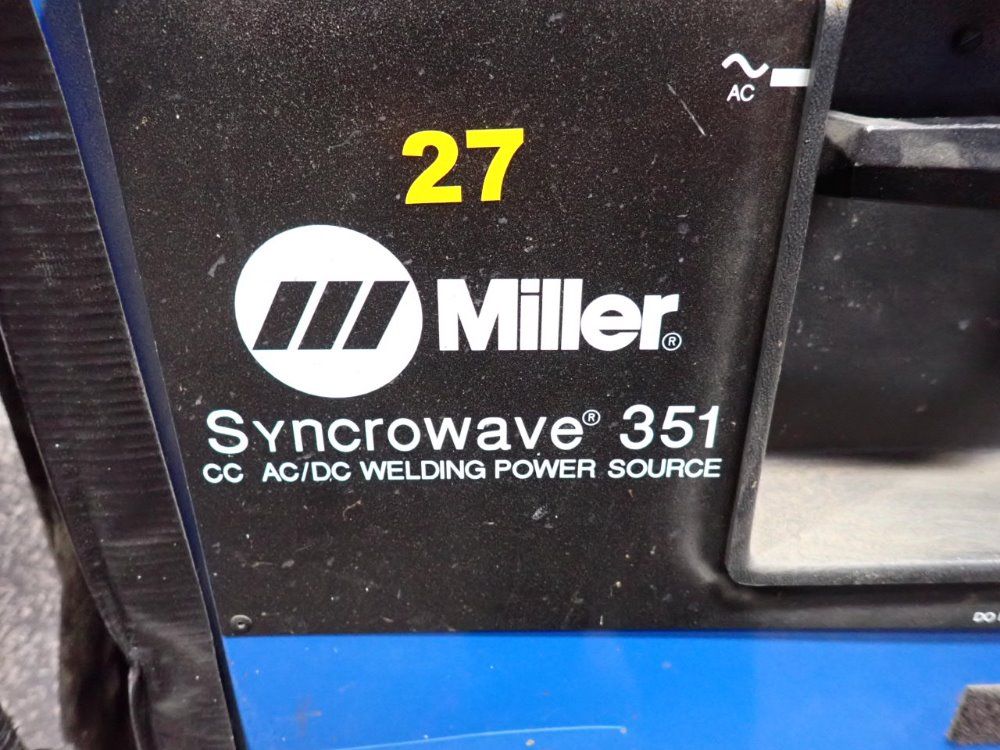 AC
27
Miller®
Syncrowave® 351
CC AC/DC WELDING POWER SOURCE